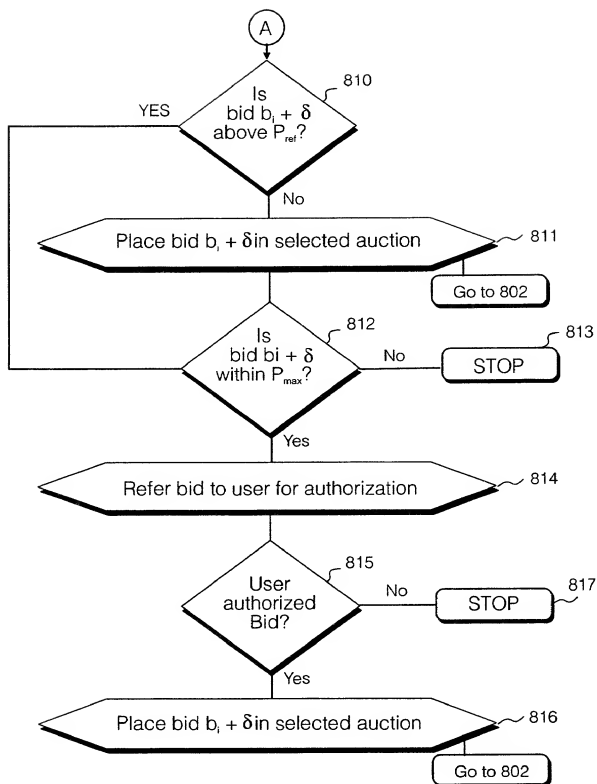 A
810
Is
bid bᵢ + δ
above Pref?
YES
No
Place bid bᵢ + δ in selected auction
811
Go to 802
812
Is
bid bi + δ
within Pmax?
No
813
STOP
Yes
Refer bid to user for authorization
814
815
User
authorized
Bid?
No
817
STOP
Yes
Place bid bᵢ + δ in selected auction
816
Go to 802